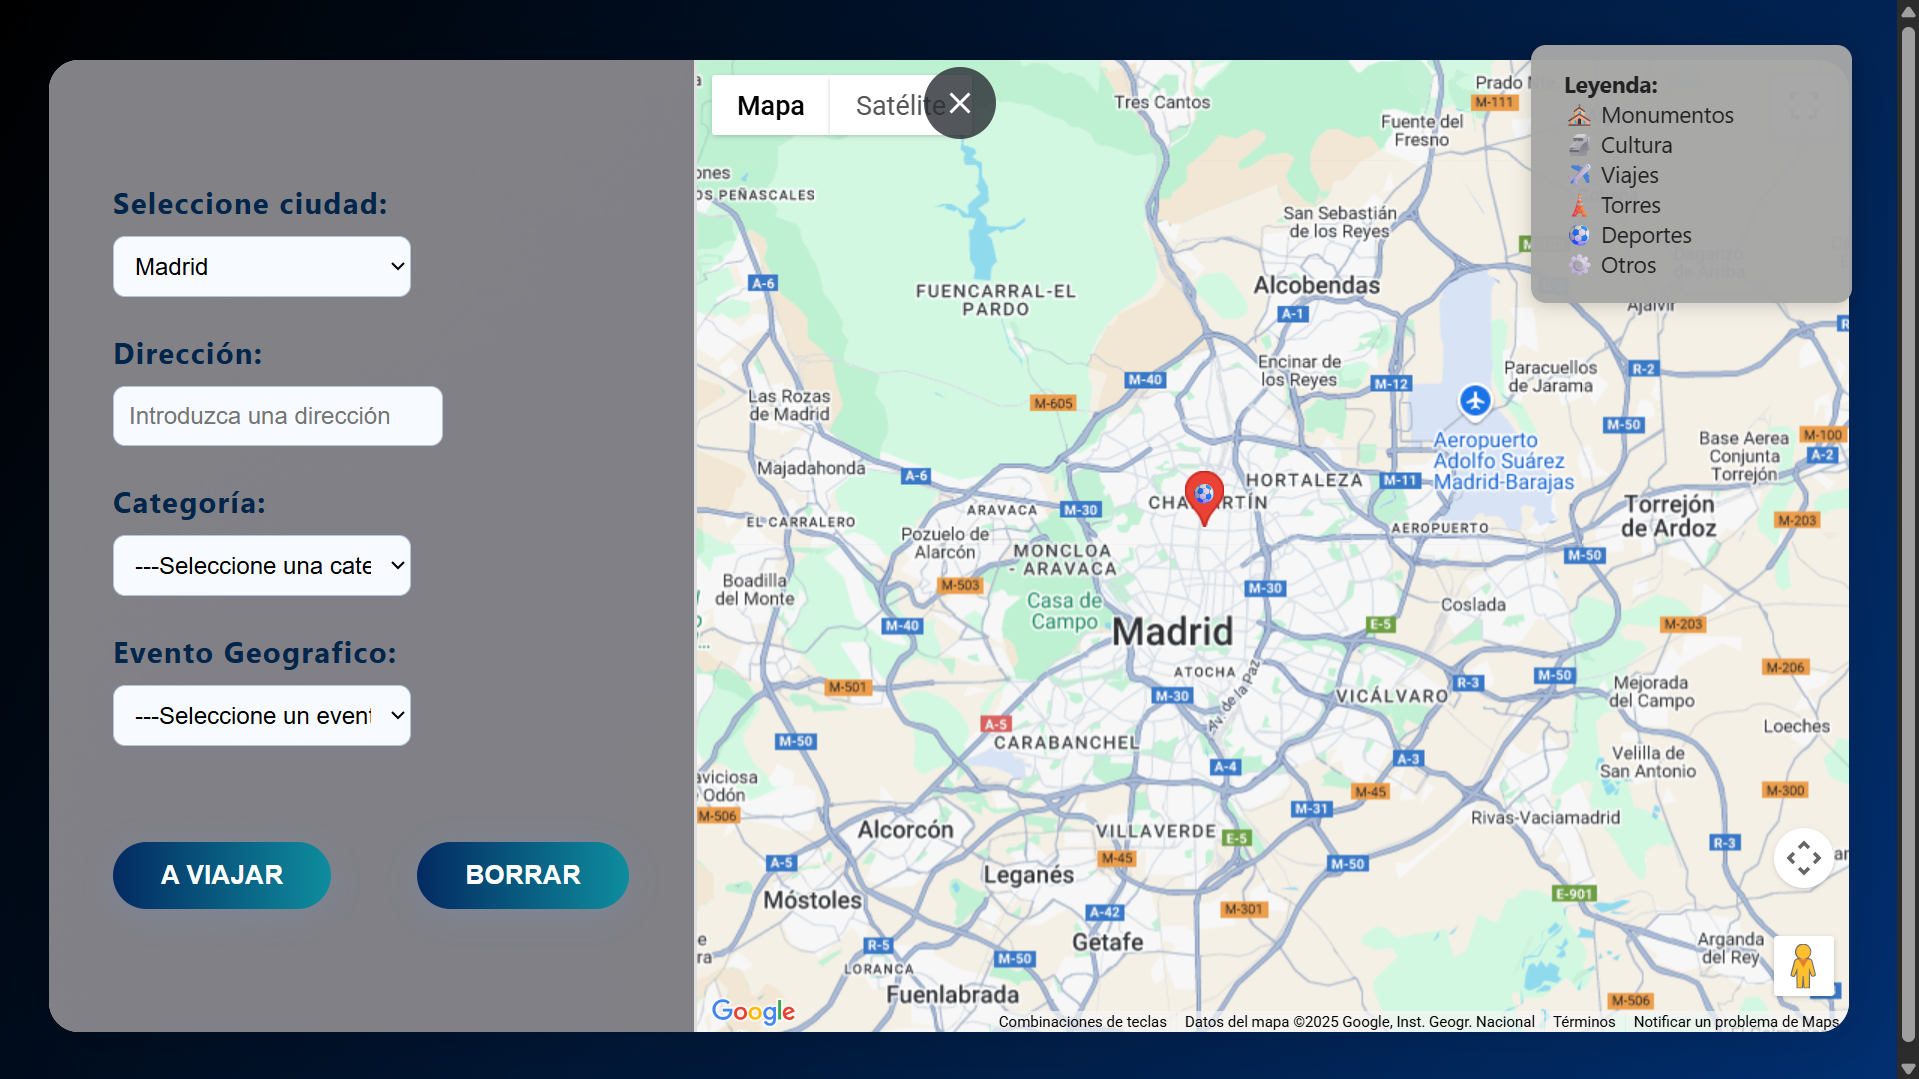 Seleccione ciudad:
Madrid
Dirección:
Introduzca una dirección
Categoría:
---Seleccione una cate
Evento Geografico:
---Seleccione un event
A VIAJAR
BORRAR
Mapa
Satélite
Leyenda:
Monumentos
Cultura
Viajes
Torres
Deportes
Otros
Tres Cantos
Prado
M-111
Fuente del
Fresno
ones
OS PEÑASCALES
San Sebastián
de los Reyes
A-6
FUENCARRAL-EL
PARDO
Alcobendas
A-1
Ajalvir
Encinar de
los Reyes
M-40
M-12
Paracuellos
de Jarama
R-2
Las Rozas
de Madrid
M-605
M-50
Aeropuerto
Adolfo Suárez
Madrid-Barajas
Base Aerea
Conjunta
Torrejón
M-100
A-2
Majadahonda
A-6
HORTALEZA
M-11
CHA RTÍN
ARAVACA
M-30
Torrejón
de Ardoz
M-203
EL CARRALERO
Pozuelo de
Alarcón
MONCLOA
- ARAVACA
AEROPUERTO
M-50
Boadilla
del Monte
M-503
Casa de
Campo
M-30
Coslada
M-40
Madrid
E-5
M-203
ATOCHA
Av. de la Paz
M-30
M-501
VICÁLVARO
R-3
M-50
M-206
Mejorada
del Campo
A-5
Loeches
M-50
CARABANCHEL
A-4
A-3
Velilla de
San Antonio
aviciosa
Odón
M-506
M-45
M-300
M-31
Rivas-Vaciamadrid
Alcorcón
VILLAVERDE
E-5
R-3
A-5
M-45
M-50
Leganés
Móstoles
E-901
A-42
M-301
Getafe
R-5
LORANCA
M-50
Arganda
del Rey
Fuenlabrada
M-506
Google
Combinaciones de teclas
Datos del mapa ©2025 Google, Inst. Geogr. Nacional
Términos
Notificar un problema de Maps